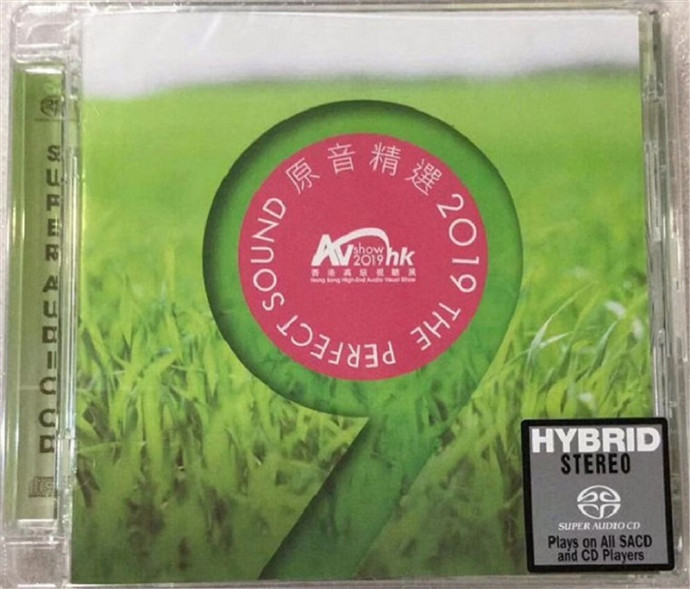 SUPER AUDIO CD
原音精選 2019 THE PERFECT SOUND
AV show 2019 hk
香港高級視聽展
Hong Kong High-End Audio Visual Show
HYBRID
STEREO
SUPER AUDIO CD
Plays on All SACD
and CD Players